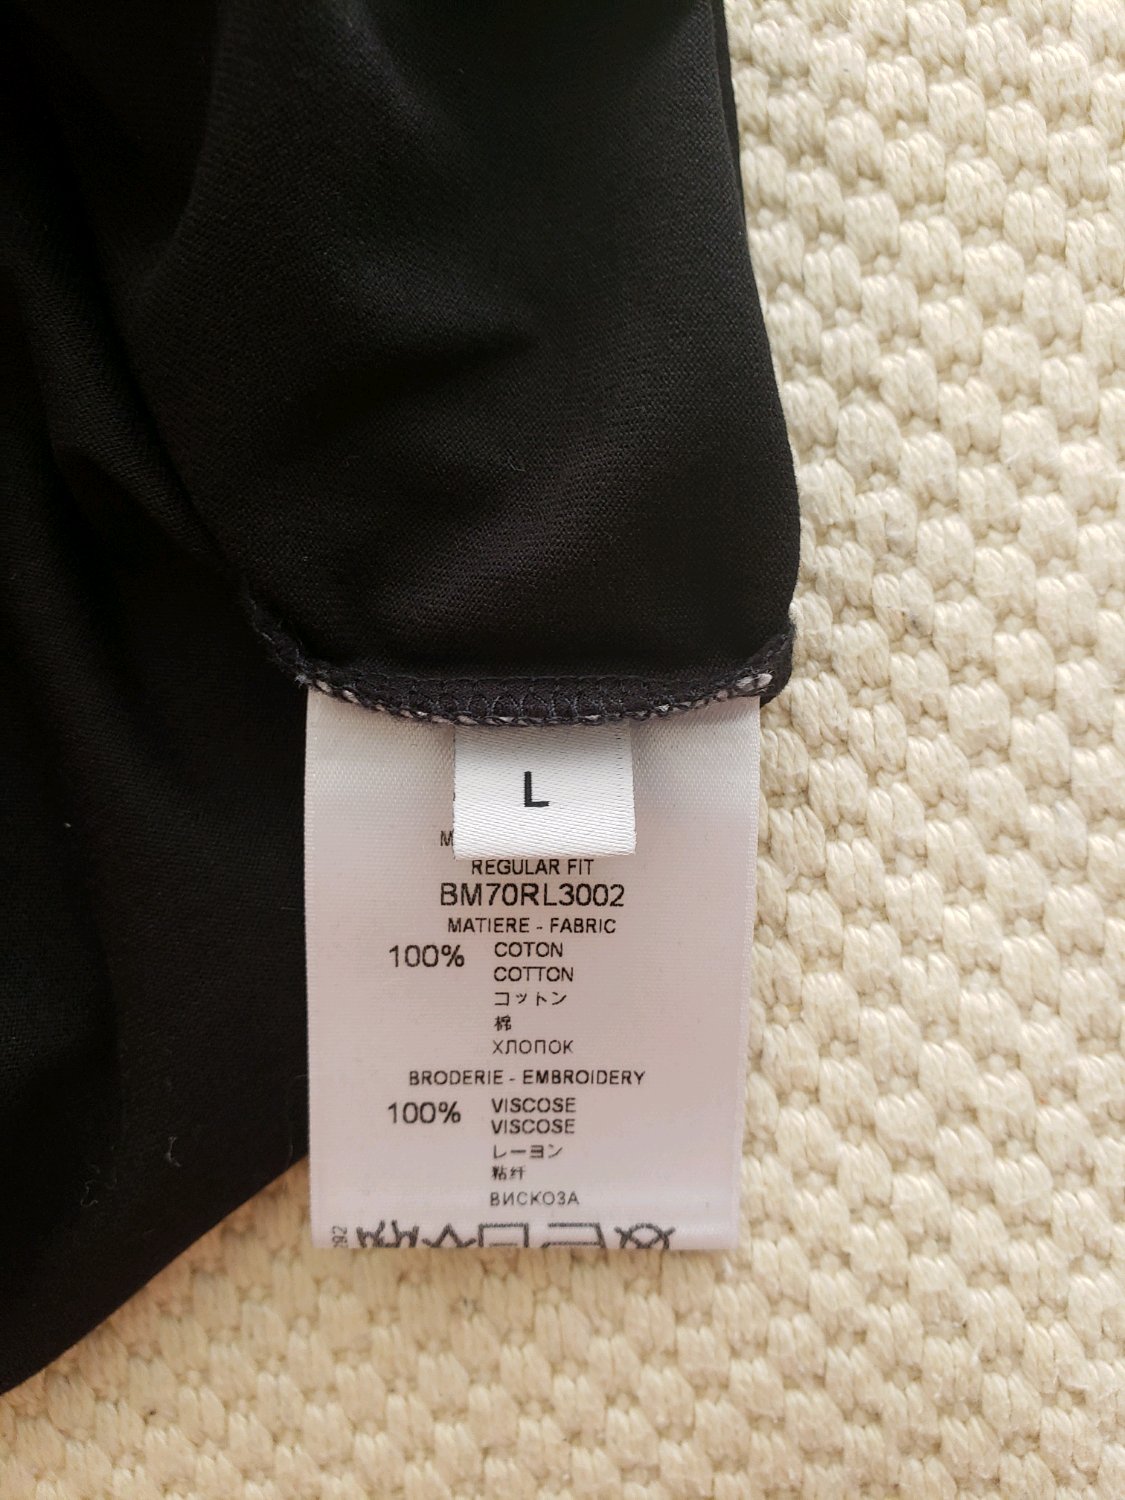 L
REGULAR FIT
BM70RL3002
MATIERE - FABRIC
100% COTON
COTTON
コットン
棉
ХЛОПОК
BRODERIE - EMBROIDERY
100% VISCOSE
VISCOSE
レーヨン
粘纤
ВИСКОЗА